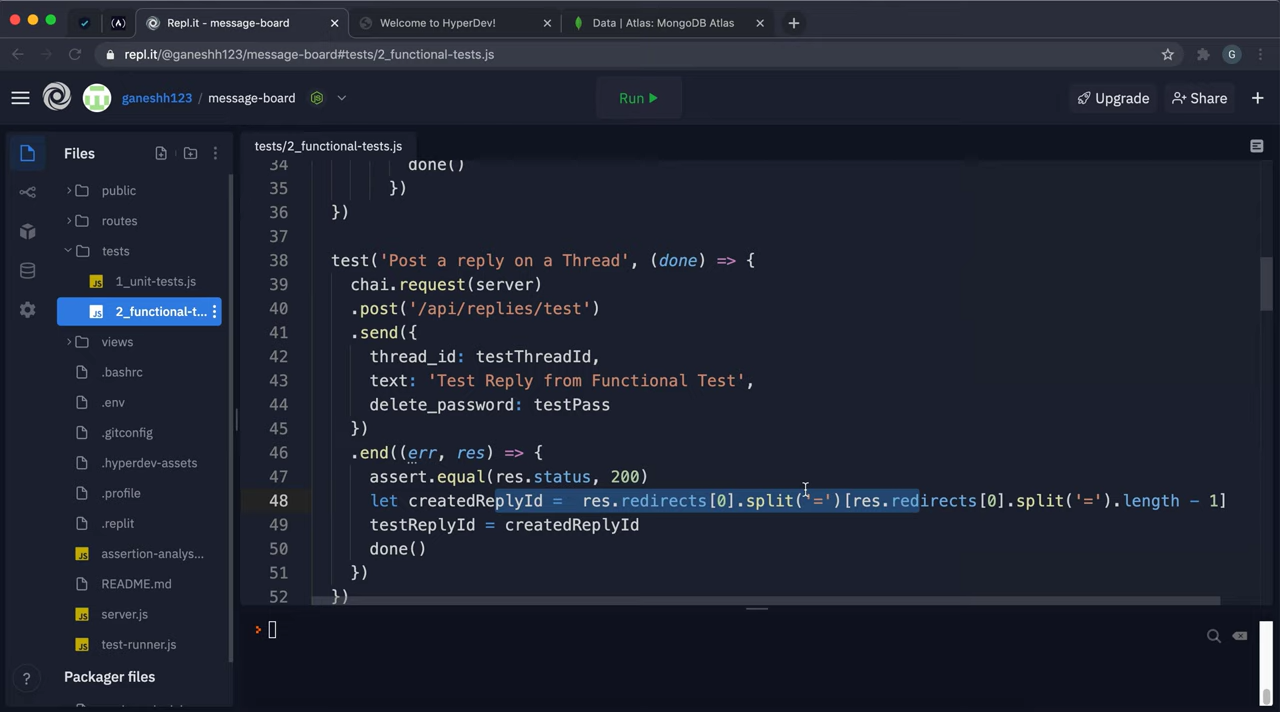 Repl.it - message-board
Welcome to HyperDev!
Data | Atlas: MongoDB Atlas
repl.it/@ganeshh123/message-board#tests/2_functional-tests.js
G
ganeshh123 / message-board
Run
Upgrade
Share
Files
public
routes
tests
JS 1_unit-tests.js
JS 2_functional-t...
views
.bashrc
.env
.gitconfig
.hyperdev-assets
.profile
.replit
JS assertion-analys...
README.md
JS server.js
JS test-runner.js
Packager files
?
tests/2_functional-tests.js
34 done()
35 })
36 })
37
38 test('Post a reply on a Thread', (done) => {
39 chai.request(server)
40 .post('/api/replies/test')
41 .send({
42 thread_id: testThreadId,
43 text: 'Test Reply from Functional Test',
44 delete_password: testPass
45 })
46 .end((err, res) => {
47 assert.equal(res.status, 200)
48 let createdReplyId =  res.redirects[0].split('=')[res.redirects[0].split('=').length - 1]
49 testReplyId = createdReplyId
50 done()
51 })
52 })